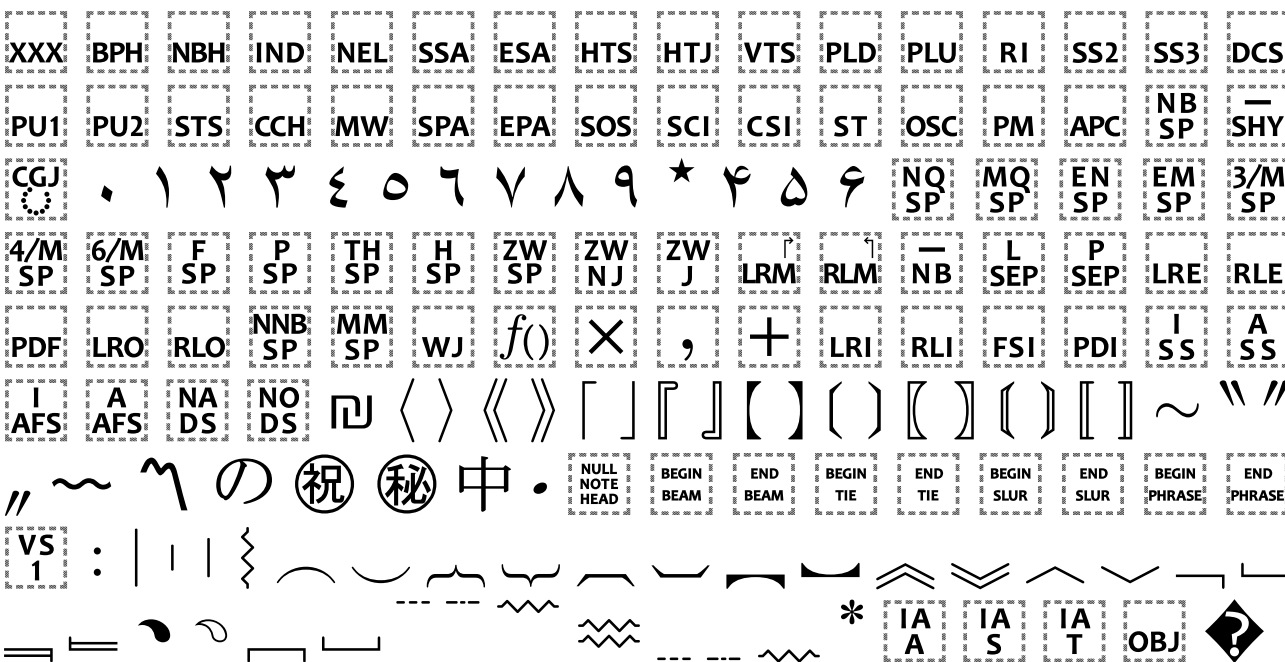 XXX BPH NBH IND NEL SSA ESA HTS HTJ VTS PLD PLU RI SS2 SS3 DCS
PU1 PU2 STS CCH MW SPA EPA SOS SCI CSI ST OSC PM APC NB SP SHY
CGJ ٠ ١ ٢ ٣ ٤ ٥ ٦ ٧ ٨ ٩ ٭ ۴ ۵ ۶ NQ SP MQ SP EN SP EM SP 3/M SP
4/M SP 6/M SP F SP P SP TH SP H SP ZW SP ZW NJ ZW J LRM RLM NB L SEP P SEP LRE RLE
PDF LRO RLO NNB SP MM SP WJ f() × , + LRI RLI FSI PDI I SS A SS
I AFS A AFS NA DS NO DS ₪ 〈 〉 《 》 「 」 『 』 【 】 〔 〕 〖 〗 〘 〙 〚 〛 〜 〝 〞
〟 〰 〽 の ㊗ ㊙ 中 · NULL NOTE HEAD BEGIN BEAM END BEAM BEGIN TIE END TIE BEGIN SLUR END SLUR BEGIN PHRASE END PHRASE
VS 1 : ︱ ︲ ︳ ︴ ︵ ︶ ︷ ︸ ︹ ︺ ︻ ︼ ︽ ︾ ︿ ﹀ ﹁ ﹂
﹃ ﹄ ﹅ ﹆ ﹇ ﹈ ﹉ ﹊ ﹋ ﹌ ﹍ ﹎ ﹏ * IA A IA S IA T OBJ �